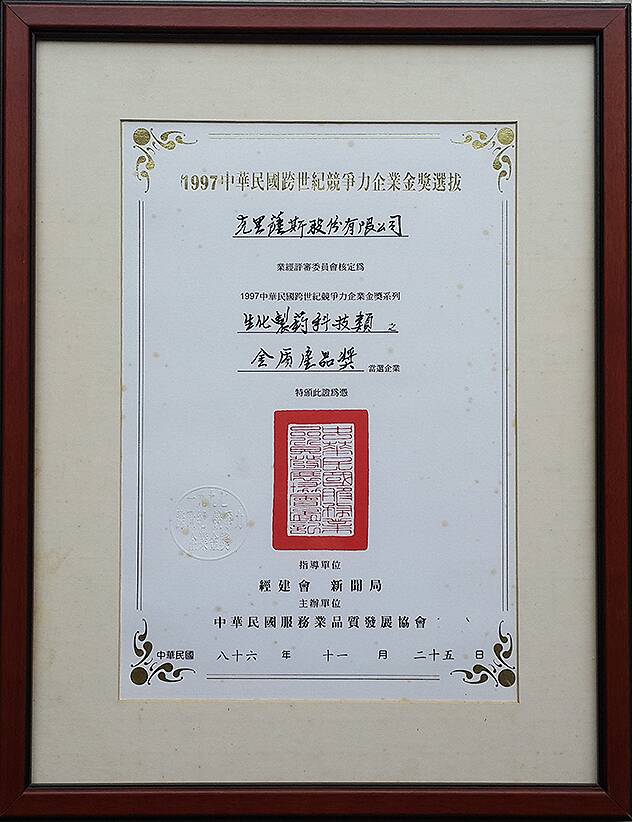 1997中華民國跨世紀競爭力企業金獎選拔
克里薩斯股份有限公司
業經評審委員會核定為
1997中華民國跨世紀競爭力企業金獎系列
生化製葯科技類之
金質產品獎 當選企業
特頒此證為憑
指導單位
經建會 新聞局
主辦單位
中華民國服務業品質發展協會
中華民國 八十六 年 十一 月 二十五 日